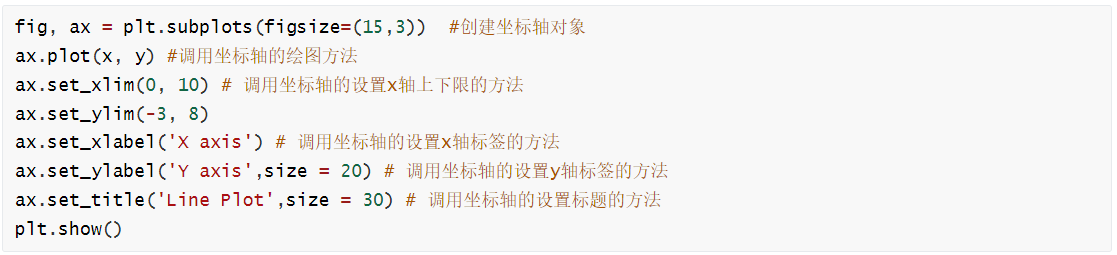 fig, ax = plt.subplots(figsize=(15,3))  #创建坐标轴对象
ax.plot(x, y) #调用坐标轴的绘图方法
ax.set_xlim(0, 10) # 调用坐标轴的设置x轴上下限的方法
ax.set_ylim(-3, 8)
ax.set_xlabel('X axis') # 调用坐标轴的设置x轴标签的方法
ax.set_ylabel('Y axis',size = 20) # 调用坐标轴的设置y轴标签的方法
ax.set_title('Line Plot',size = 30) # 调用坐标轴的设置标题的方法
plt.show()